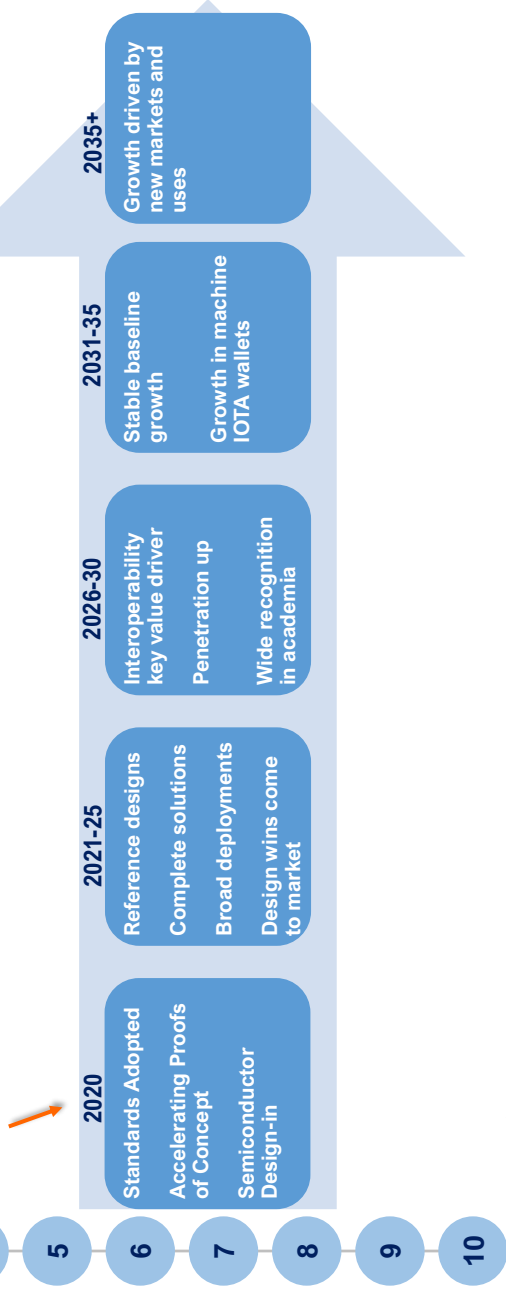 2020
Standards Adopted
Accelerating Proofs
of Concept
Semiconductor
Design-in
2021-25
Reference designs
Complete solutions
Broad deployments
Design wins come
to market
2026-30
Interoperability
key value driver
Penetration up
Wide recognition
in academia
2031-35
Stable baseline
growth
Growth in machine
IOTA wallets
2035+
Growth driven by
new markets and
uses
5
6
7
8
9
10